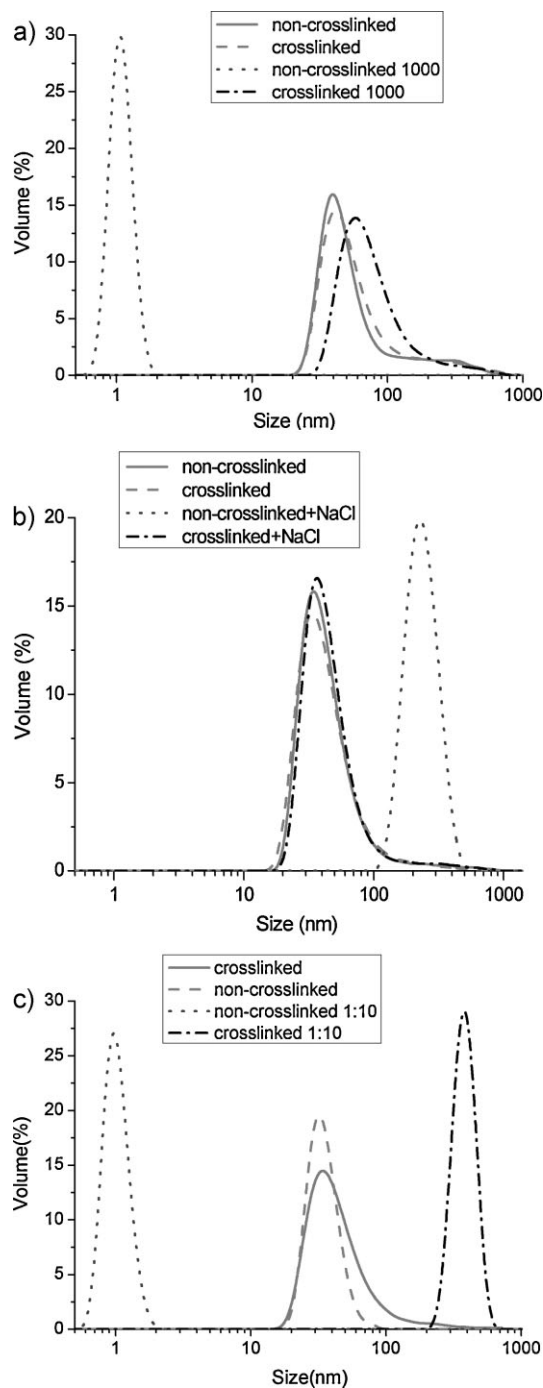 a)
non-crosslinked
crosslinked
non-crosslinked 1000
crosslinked 1000
30
25
20
15
10
5
0
Volume (%)
1 10 100 1000
Size (nm)
b)
non-crosslinked
crosslinked
non-crosslinked+NaCl
crosslinked+NaCl
20
15
10
5
0
Volume (%)
1 10 100 1000
Size (nm)
c)
crosslinked
non-crosslinked
non-crosslinked 1:10
crosslinked 1:10
30
25
20
15
10
5
0
Volume(%)
1 10 100 1000
Size(nm)